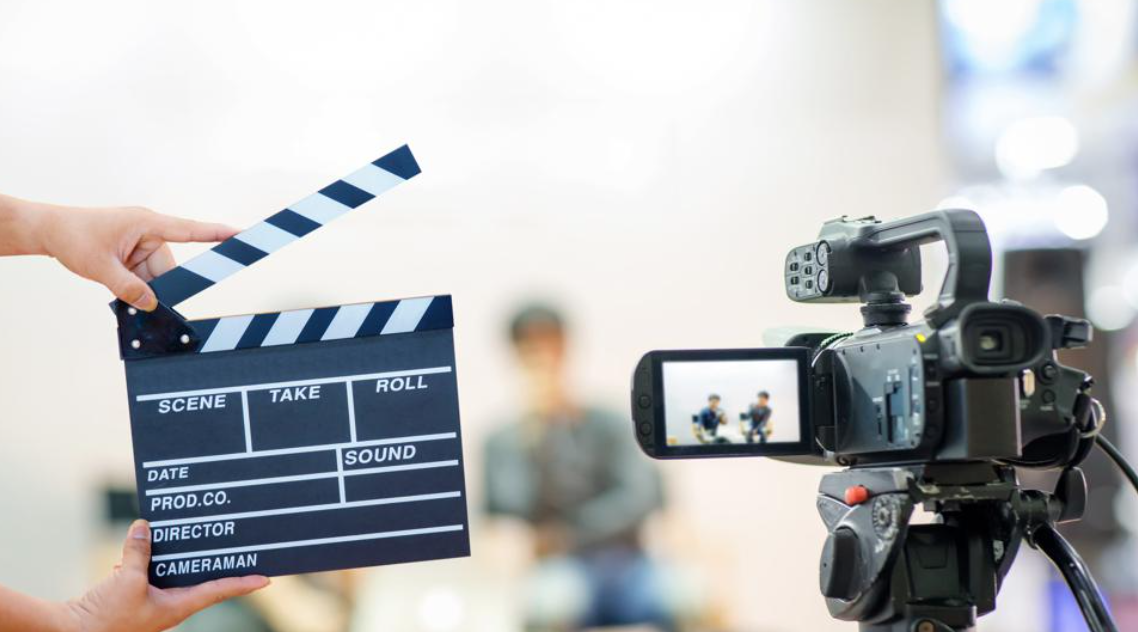 SCENE TAKE ROLL
DATE SOUND
PROD.CO.
DIRECTOR
CAMERAMAN